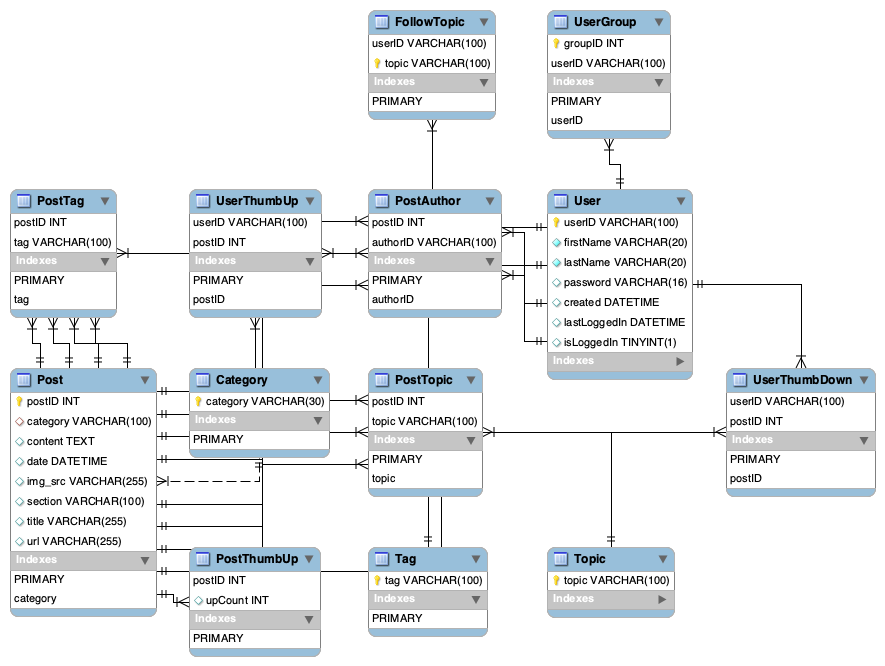 FollowTopic
userID VARCHAR(100)
topic VARCHAR(100)
Indexes
PRIMARY
UserGroup
groupID INT
userID VARCHAR(100)
Indexes
PRIMARY
userID
PostTag
postID INT
tag VARCHAR(100)
Indexes
PRIMARY
tag
UserThumbUp
userID VARCHAR(100)
postID INT
Indexes
PRIMARY
postID
PostAuthor
postID INT
authorID VARCHAR(100)
Indexes
PRIMARY
authorID
User
userID VARCHAR(100)
firstName VARCHAR(20)
lastName VARCHAR(20)
password VARCHAR(16)
created DATETIME
lastLoggedIn DATETIME
isLoggedIn TINYINT(1)
Indexes
Post
postID INT
category VARCHAR(100)
content TEXT
date DATETIME
img_src VARCHAR(255)
section VARCHAR(100)
title VARCHAR(255)
url VARCHAR(255)
Indexes
PRIMARY
category
Category
category VARCHAR(30)
Indexes
PRIMARY
PostTopic
postID INT
topic VARCHAR(100)
Indexes
PRIMARY
topic
UserThumbDown
userID VARCHAR(100)
postID INT
Indexes
PRIMARY
postID
PostThumbUp
postID INT
upCount INT
Indexes
PRIMARY
Tag
tag VARCHAR(100)
Indexes
PRIMARY
Topic
topic VARCHAR(100)
Indexes